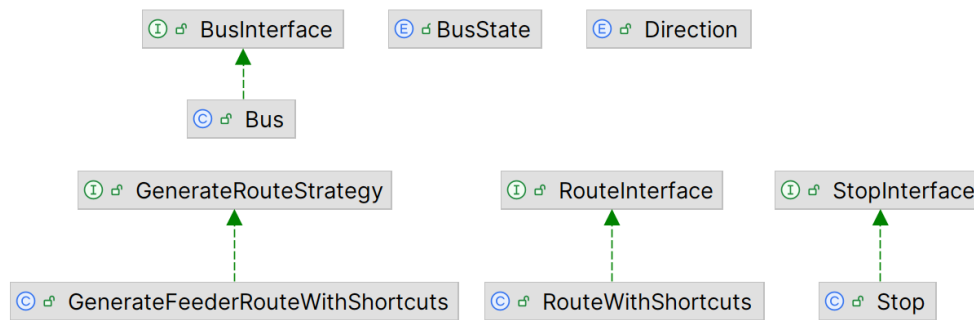 I BusInterface E BusState E Direction
C Bus
I GenerateRouteStrategy I RouteInterface I StopInterface
C GenerateFeederRouteWithShortcuts C RouteWithShortcuts C Stop